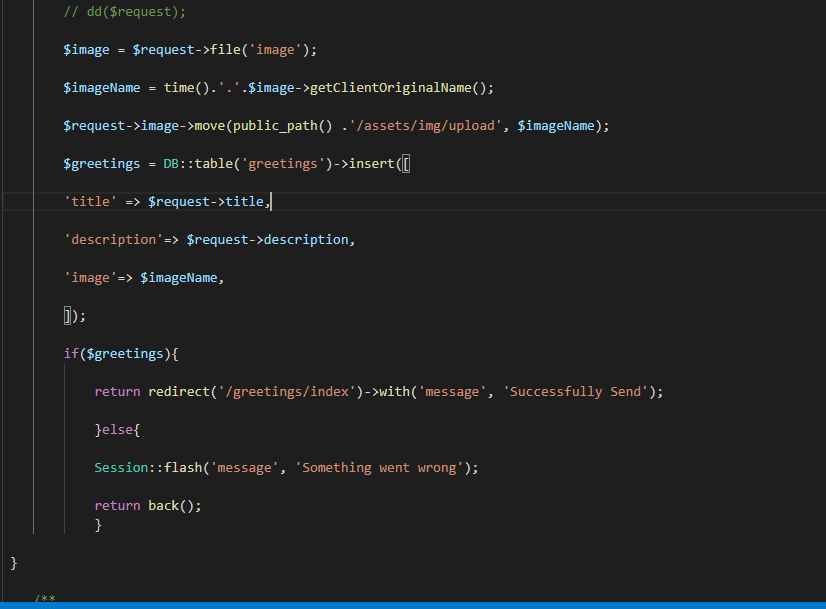 // dd($request);
$image = $request->file('image');
$imageName = time().'.'.$image->getClientOriginalName();
$request->image->move(public_path() .'/assets/img/upload', $imageName);
$greetings = DB::table('greetings')->insert([
'title' => $request->title,
'description'=> $request->description,
'image'=> $imageName,
]);
if($greetings){
return redirect('/greetings/index')->with('message', 'Successfully Send');
}else{
Session::flash('message', 'Something went wrong');
return back();
}
}
/**